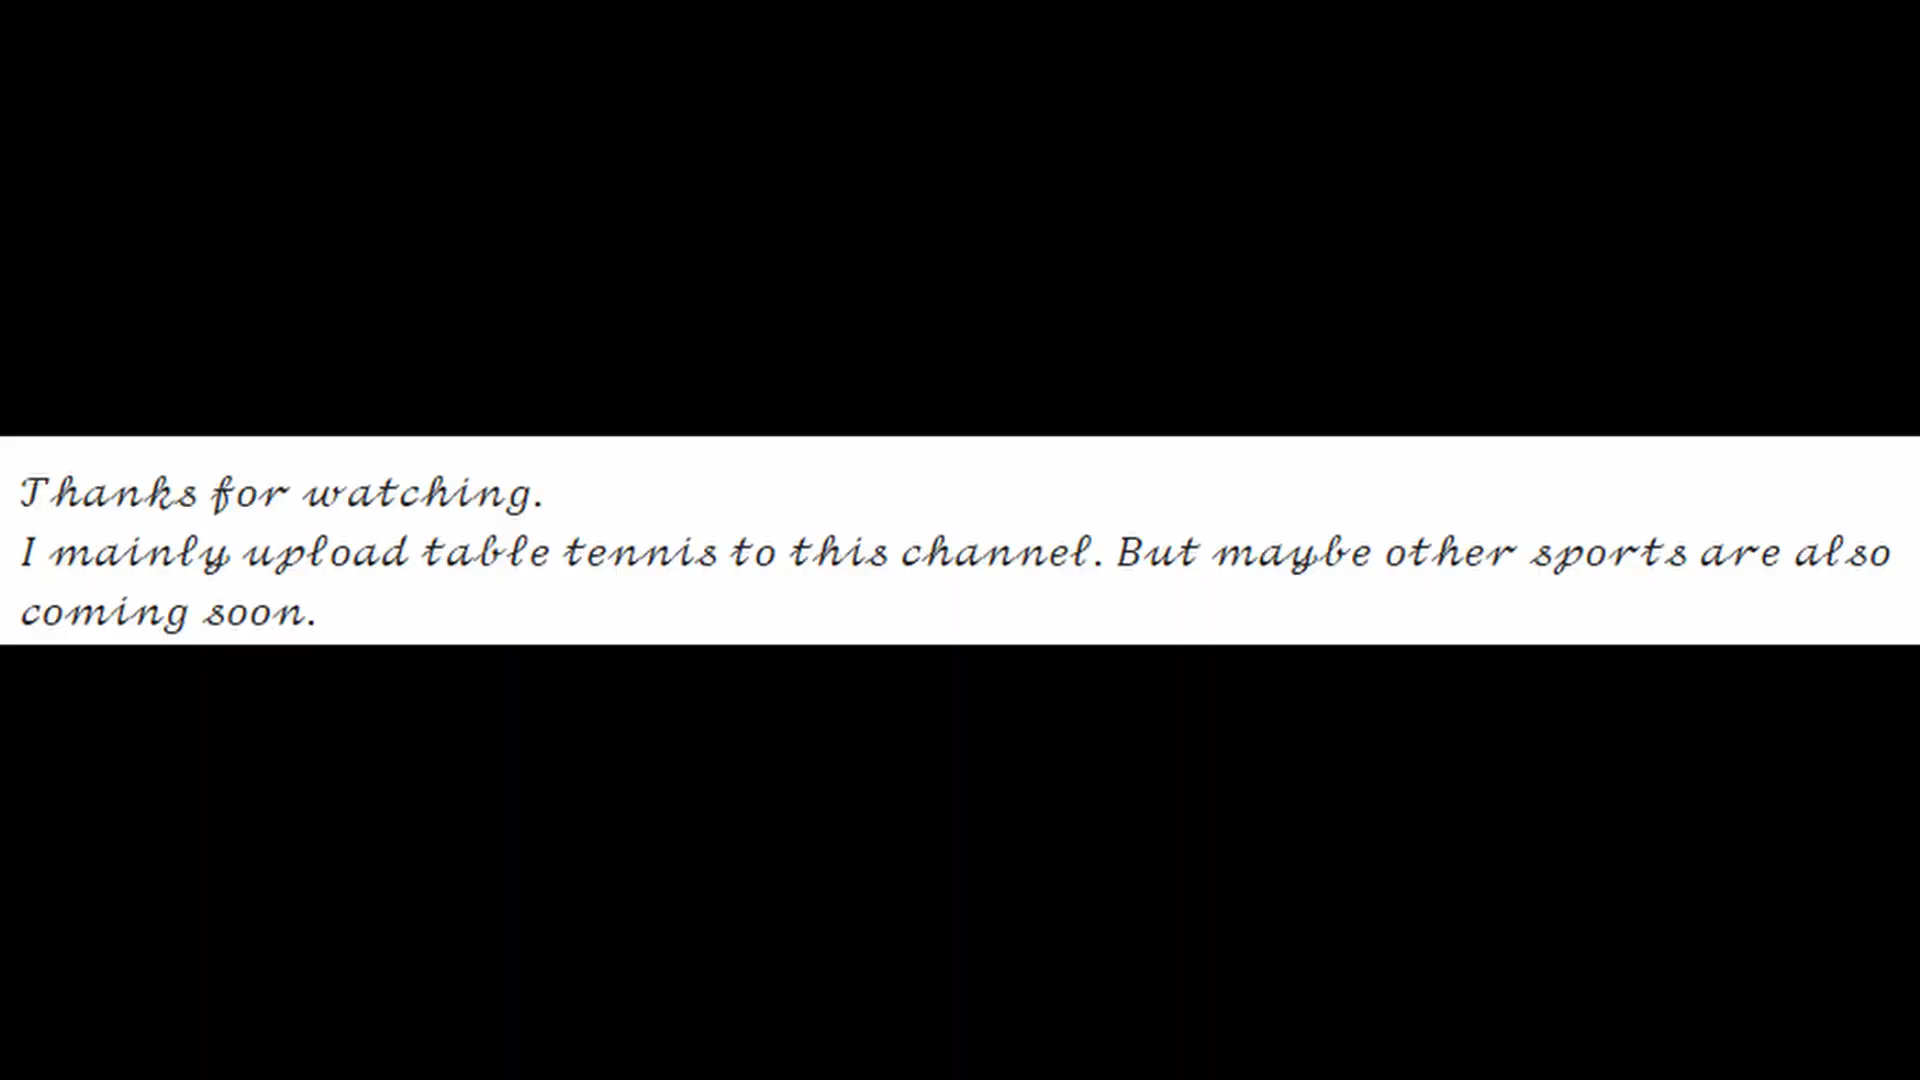 Thanks for watching.
I mainly upload table tennis to this channel. But maybe other sports are also
coming soon.